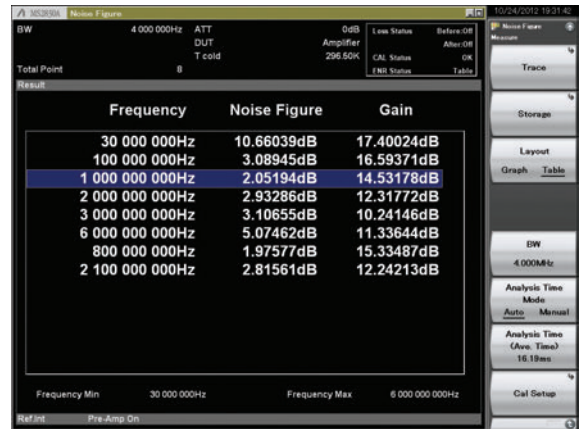 MS2830A Noise Figure 10/24/2012 19:31:42
BW 4 000 000Hz ATT 0dB Loss Status Before:Off
DUT Amplifier After:Off
T cold 296.50K CAL Status OK
Total Point 8 ENR Status Table
Result
Frequency Noise Figure Gain
30 000 000Hz 10.66039dB 17.40024dB
100 000 000Hz 3.08945dB 16.59371dB
1 000 000 000Hz 2.05194dB 14.53178dB
2 000 000 000Hz 2.93286dB 12.31772dB
3 000 000 000Hz 3.10655dB 10.24146dB
6 000 000 000Hz 5.07462dB 11.33644dB
800 000 000Hz 1.97577dB 15.33487dB
2 100 000 000Hz 2.81561dB 12.24213dB
Frequency Min 30 000 000Hz Frequency Max 6 000 000 000Hz
Ref.Int Pre-Amp On
Noise Figure
Measure
Trace
Storage
Layout
Graph Table
BW
4.000MHz
Analysis Time
Mode
Auto Manual
Analysis Time
(Ave. Time)
16.19ms
Cal Setup